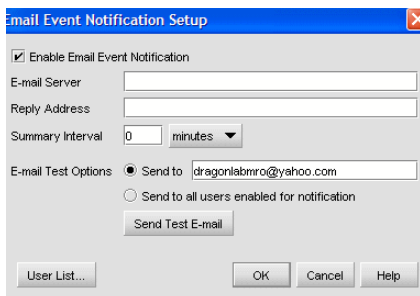 Email Event Notification Setup
Enable Email Event Notification
E-mail Server
Reply Address
Summary Interval 0 minutes
E-mail Test Options Send to dragonlabmro@yahoo.com
Send to all users enabled for notification
Send Test E-mail
User List... OK Cancel Help